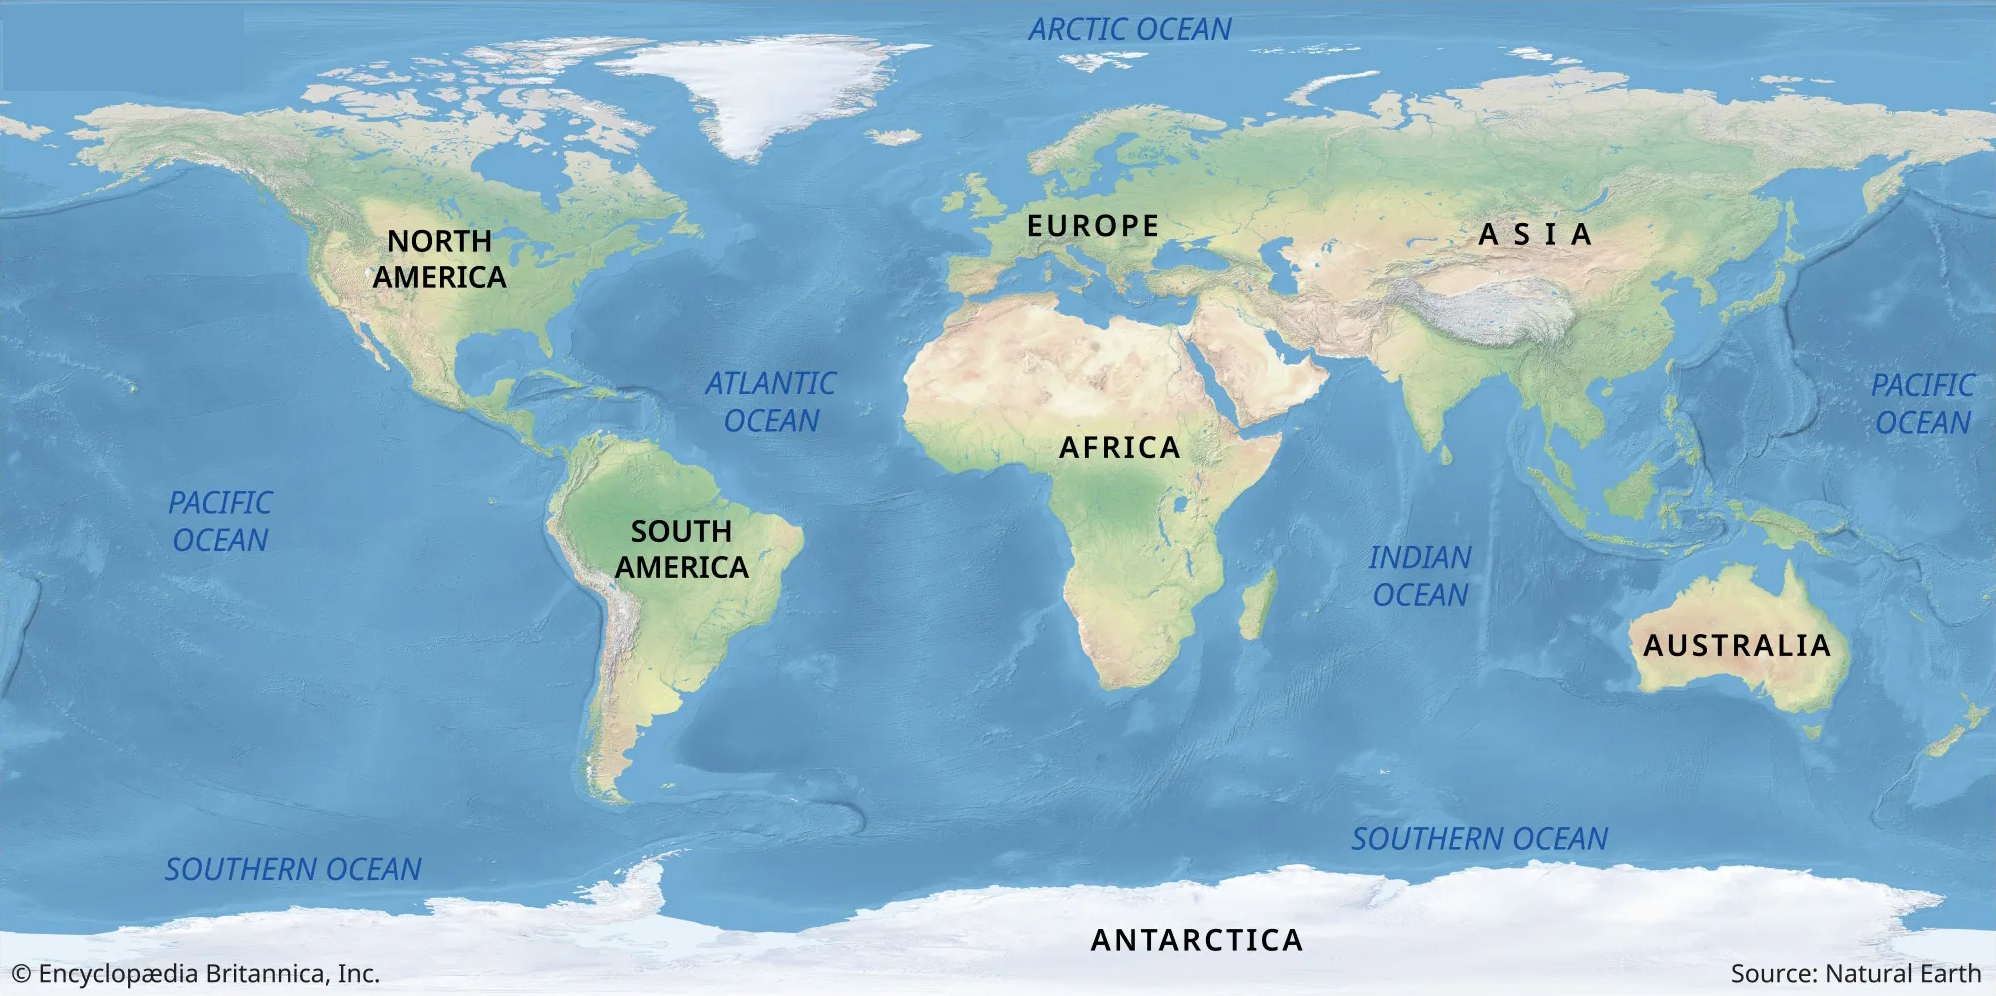 ARCTIC OCEAN
NORTH
AMERICA
EUROPE
A S I A
ATLANTIC
OCEAN
PACIFIC
OCEAN
AFRICA
PACIFIC
OCEAN
SOUTH
AMERICA
INDIAN
OCEAN
AUSTRALIA
SOUTHERN OCEAN
SOUTHERN OCEAN
ANTARCTICA
© Encyclopædia Britannica, Inc.
Source: Natural Earth